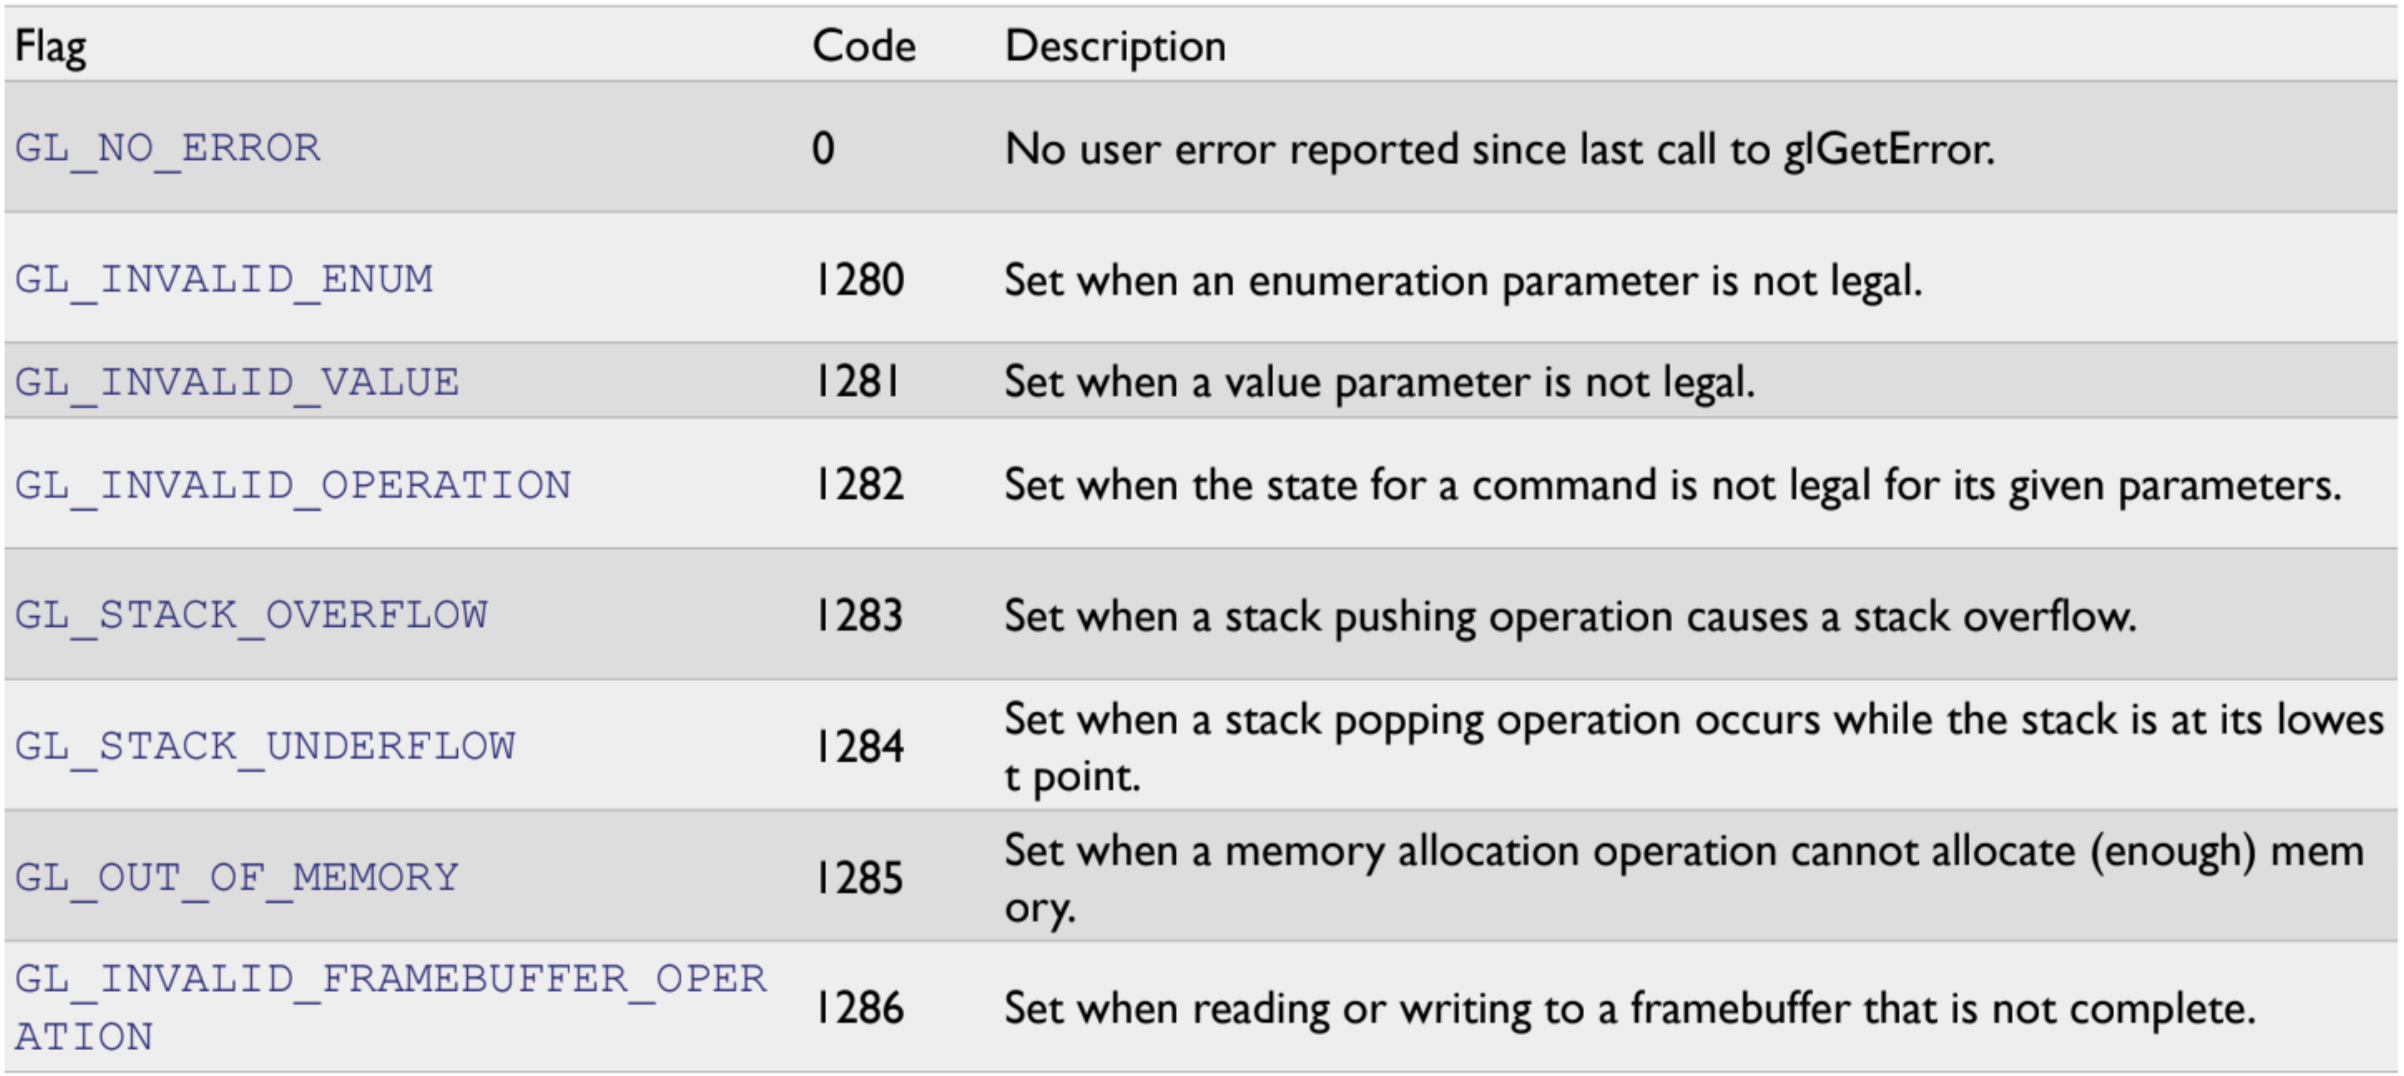 Flag Code Description
GL_NO_ERROR 0 No user error reported since last call to glGetError.
GL_INVALID_ENUM 1280 Set when an enumeration parameter is not legal.
GL_INVALID_VALUE 1281 Set when a value parameter is not legal.
GL_INVALID_OPERATION 1282 Set when the state for a command is not legal for its given parameters.
GL_STACK_OVERFLOW 1283 Set when a stack pushing operation causes a stack overflow.
GL_STACK_UNDERFLOW 1284 Set when a stack popping operation occurs while the stack is at its lowes
t point.
GL_OUT_OF_MEMORY 1285 Set when a memory allocation operation cannot allocate (enough) mem
ory.
GL_INVALID_FRAMEBUFFER_OPER
ATION 1286 Set when reading or writing to a framebuffer that is not complete.